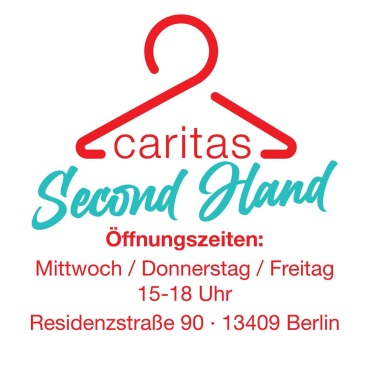 caritas
Second Hand
Öffnungszeiten:
Mittwoch / Donnerstag / Freitag
15-18 Uhr
Residenzstraße 90 · 13409 Berlin